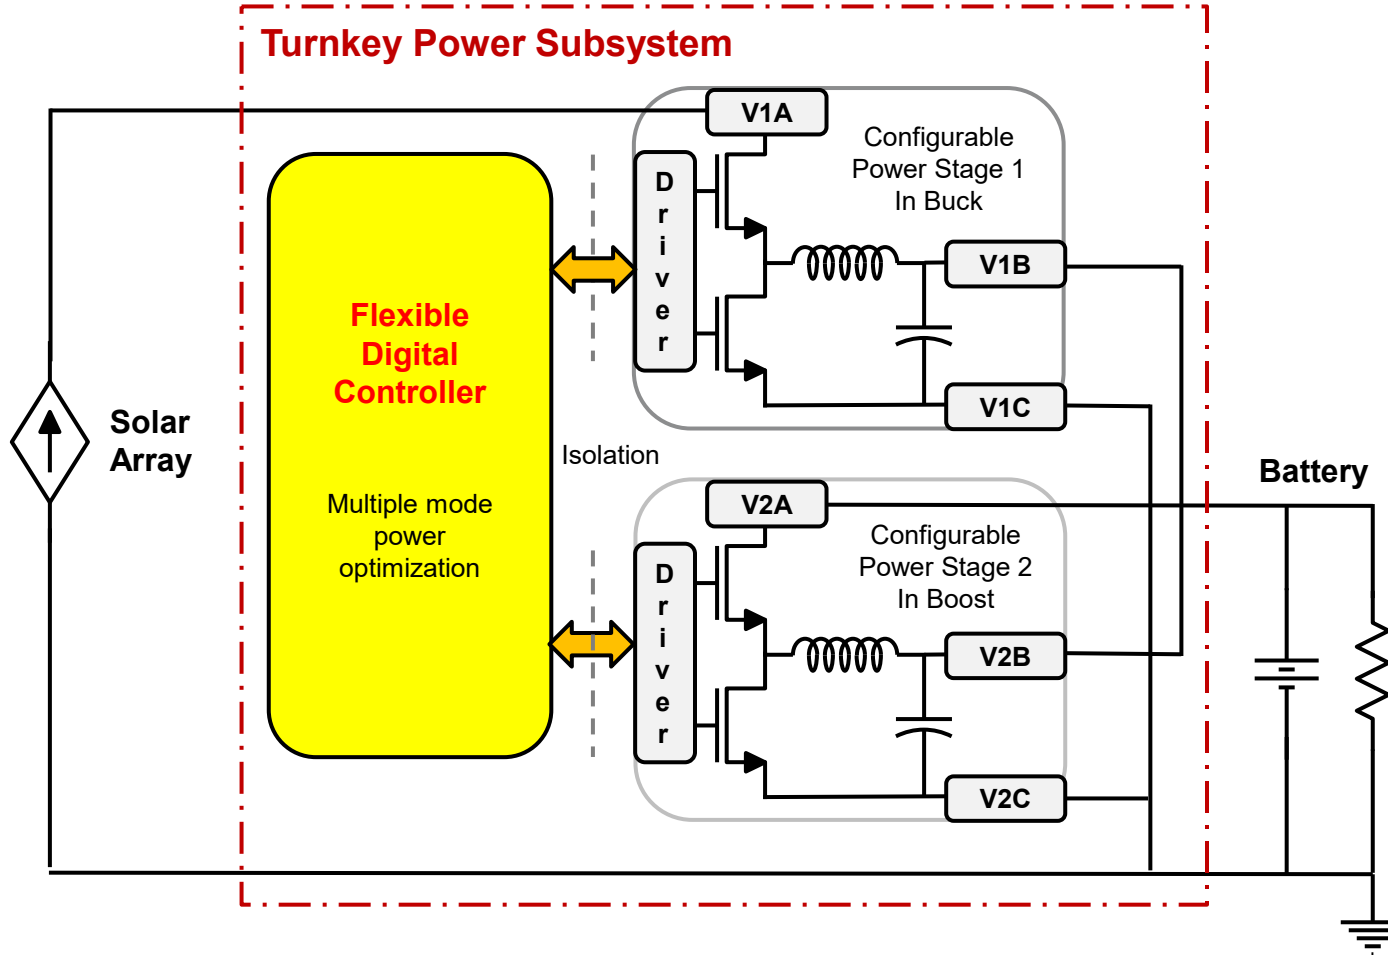 Turnkey Power Subsystem
V1A
Configurable
Power Stage 1
In Buck
D
r
i
v
e
r
V1B
V1C
Flexible
Digital
Controller
Multiple mode
power
optimization
Isolation
Solar
Array
Battery
V2A
Configurable
Power Stage 2
In Boost
D
r
i
v
e
r
V2B
V2C